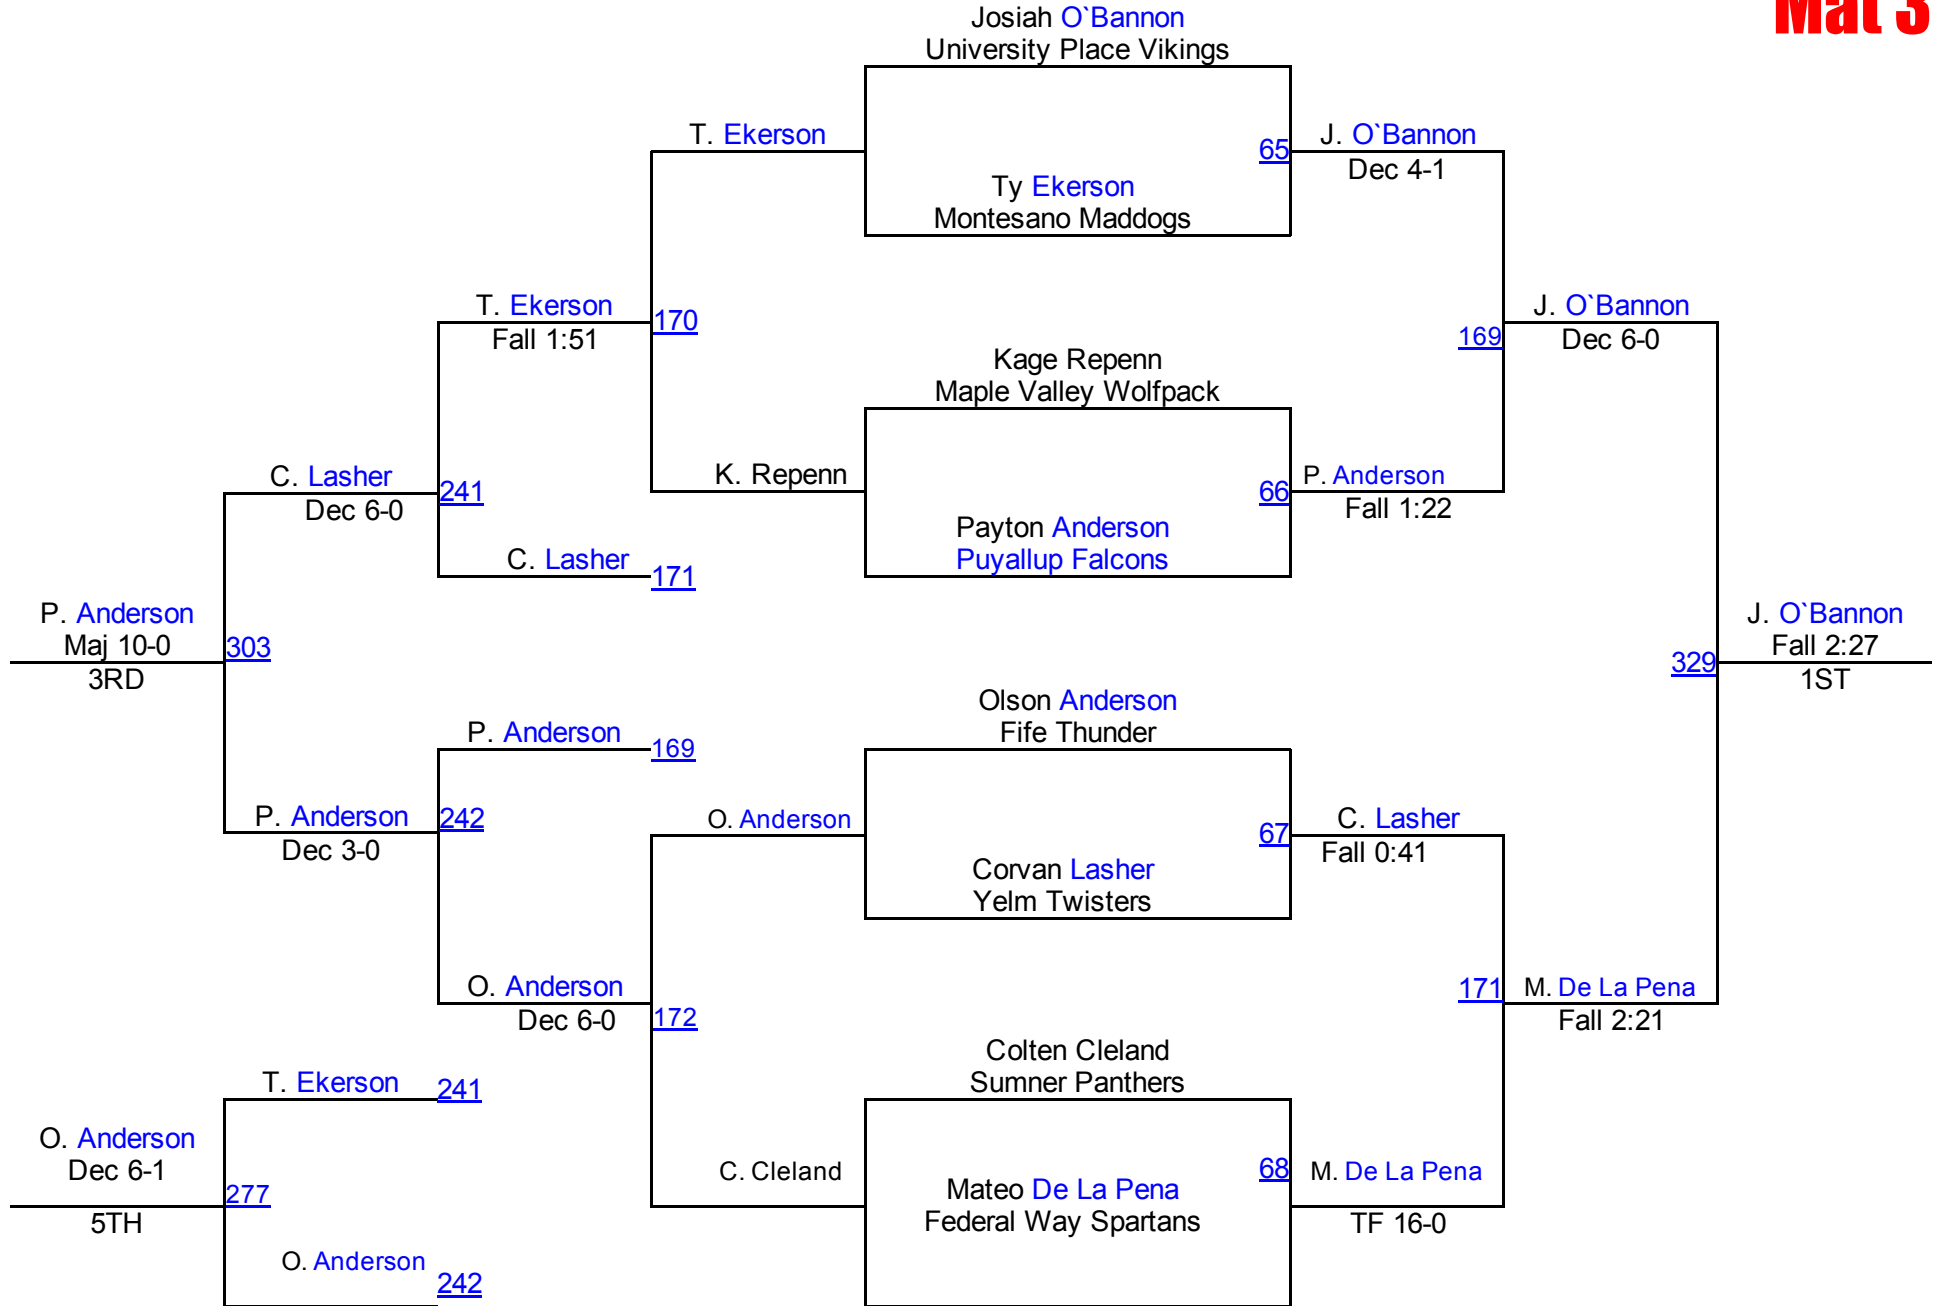 Mat 3
Josiah O`Bannon
University Place Vikings
T. Ekerson
65
J. O`Bannon
Dec 4-1
Ty Ekerson
Montesano Maddogs
T. Ekerson
Fall 1:51
170
J. O`Bannon
Dec 6-0
169
Kage Repenn
Maple Valley Wolfpack
C. Lasher
Dec 6-0
241
K. Repenn
66
P. Anderson
Fall 1:22
Payton Anderson
Puyallup Falcons
C. Lasher
171
P. Anderson
Maj 10-0
3RD
303
J. O`Bannon
Fall 2:27
1ST
329
Olson Anderson
Fife Thunder
P. Anderson
169
P. Anderson
Dec 3-0
242
O. Anderson
67
C. Lasher
Fall 0:41
Corvan Lasher
Yelm Twisters
O. Anderson
Dec 6-0
172
171
M. De La Pena
Fall 2:21
Colten Cleland
Sumner Panthers
T. Ekerson
241
O. Anderson
Dec 6-1
5TH
277
C. Cleland
68
M. De La Pena
TF 16-0
Mateo De La Pena
Federal Way Spartans
O. Anderson
242